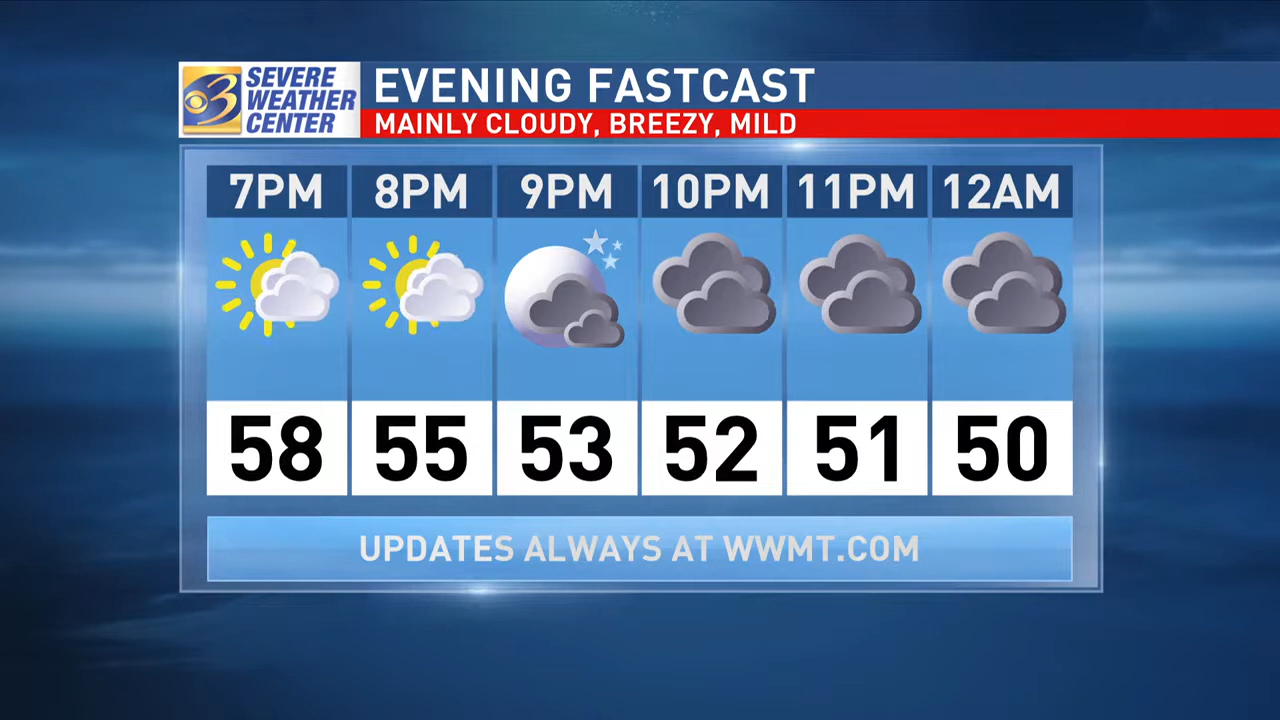 3 SEVERE
WEATHER
CENTER
EVENING FASTCAST
MAINLY CLOUDY, BREEZY, MILD
7PM 8PM 9PM 10PM 11PM 12AM
58 55 53 52 51 50
UPDATES ALWAYS AT WWMT.COM